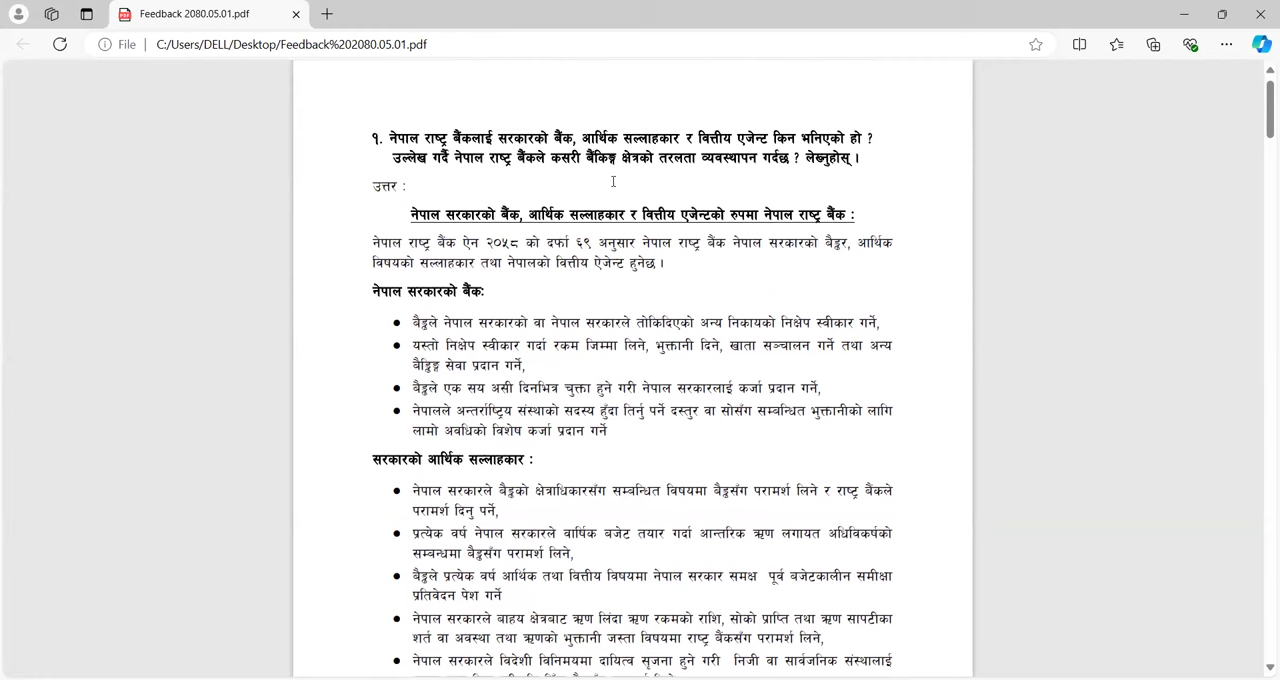 Feedback 2080.05.01.pdf
File
C:/Users/DELL/Desktop/Feedback%202080.05.01.pdf
१. नेपाल राष्ट्र बैंकलाई सरकारको बैंक, आर्थिक सल्लाहकार र वित्तीय एजेन्ट किन भनिएको हो ?
उल्लेख गर्दै नेपाल राष्ट्र बैंकले कसरी बैंकिङ्ग क्षेत्रको तरलता व्यवस्थापन गर्दछ ? लेख्नुहोस् ।
उत्तर :
नेपाल सरकारको बैंक, आर्थिक सल्लाहकार र वित्तीय एजेन्टको रुपमा नेपाल राष्ट्र बैंक :
नेपाल राष्ट्र बैंक ऐन २०५८ को दफा ६९ अनुसार नेपाल राष्ट्र बैंक नेपाल सरकारको बैङ्कर, आर्थिक
विषयको सल्लाहकार तथा नेपालको वित्तीय ऐजेन्ट हुनेछ ।
नेपाल सरकारको बैंकः
बैङ्कले नेपाल सरकारको वा नेपाल सरकारले तोकिदिएको अन्य निकायको निक्षेप स्वीकार गर्ने,
यस्तो निक्षेप स्वीकार गर्दा रकम जिम्मा लिने, भुक्तानी दिने, खाता सञ्चालन गर्ने तथा अन्य
बैङ्किङ्ग सेवा प्रदान गर्ने,
बैङ्कले एक सय असी दिनभित्र चुक्ता हुने गरी नेपाल सरकारलाई कर्जा प्रदान गर्ने,
नेपालले अन्तर्राष्ट्रिय संस्थाको सदस्य हुँदा तिर्नु पर्ने दस्तुर वा सोसँग सम्बन्धित भुक्तानीको लागि
लामो अवधिको विशेष कर्जा प्रदान गर्ने
सरकारको आर्थिक सल्लाहकार :
नेपाल सरकारले बैङ्कको क्षेत्राधिकारसँग सम्बन्धित विषयमा बैङ्कसँग परामर्श लिने र राष्ट्र बैंकले
परामर्श दिनु पर्ने,
प्रत्येक वर्ष नेपाल सरकारले वार्षिक बजेट तयार गर्दा आन्तरिक ऋण लगायत अधिविकर्षको
सम्बन्धमा बैङ्कसँग परामर्श लिने,
बैङ्कले प्रत्येक वर्ष आर्थिक तथा वित्तीय विषयमा नेपाल सरकार समक्ष पूर्व बजेटकालीन समीक्षा
प्रतिवेदन पेश गर्ने
नेपाल सरकारले बाहय क्षेत्रबाट ऋण लिंदा ऋण रकमको राशि, सोको प्राप्ति तथा ऋण सापटीका
शर्त वा अवस्था तथा ऋणको भुक्तानी जस्ता विषयमा राष्ट्र बैंकसँग परामर्श लिने,
नेपाल सरकारले विदेशी विनिमयमा दायित्व सृजना हुने गरी निजी वा सार्वजनिक संस्थालाई